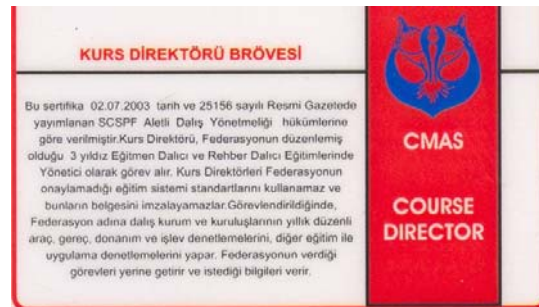 KURS DİREKTÖRÜ BRÖVESİ
Bu sertifika 02.07.2003 tarih ve 25156 sayılı Resmi Gazetede
yayımlanan SCSPF Aletli Dalış Yönetmeliği hükümlerine
göre verilmiştir.Kurs Direktörü, Federasyonun düzenlemiş
olduğu 3 yıldız Eğitmen Dalıcı ve Rehber Dalıcı Eğitimlerinde
Yönetici olarak görev alır. Kurs Direktörleri Federasyonun
onaylamadığı eğitim sistemi standartlarını kullanamaz ve
bunların belgesini imzalayamazlar.Görevlendirildiğinde,
Federasyon adına dalış kurum ve kuruluşlarının yıllık düzenli
araç, gereç, donanım ve işlev denetlemelerini, diğer eğitim ile
uygulama denetlemelerini yapar. Federasyonun verdiği
görevleri yerine getirir ve istediği bilgileri verir.
CMAS
COURSE
DIRECTOR